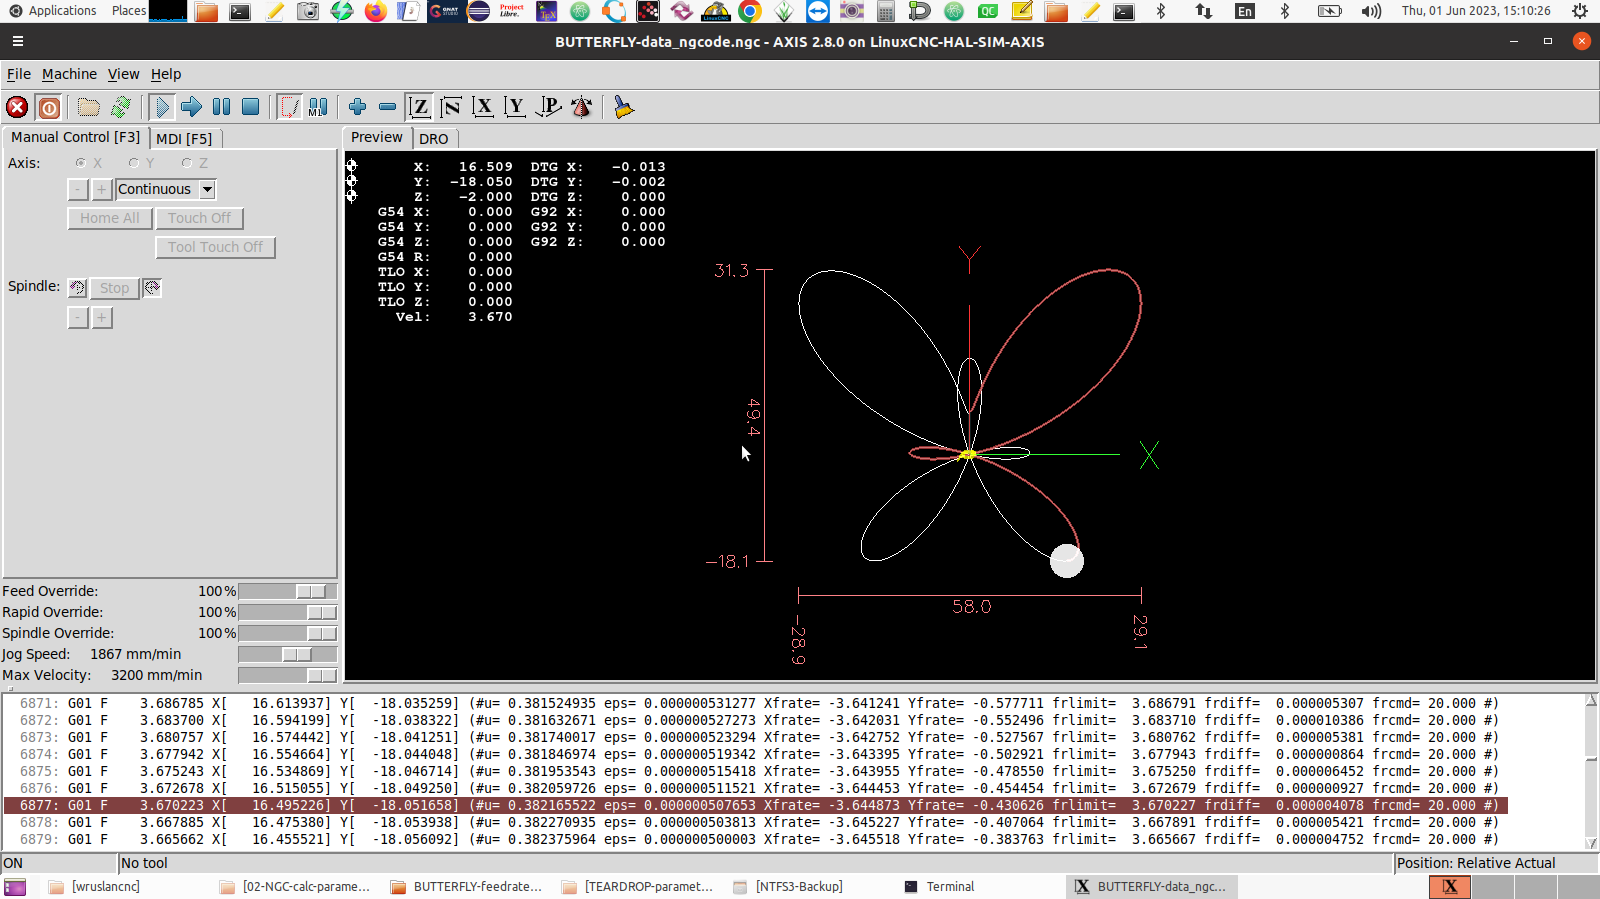 Applications Places En Thu, 01 Jun 2023, 15:10:26
BUTTERFLY-data_ngcode.ngc - AXIS 2.8.0 on LinuxCNC-HAL-SIM-AXIS
File Machine View Help
Manual Control [F3] MDI [F5]
Axis: X Y Z
- + Continuous
Home All Touch Off
Tool Touch Off
Spindle: Stop
- +
Feed Override: 100 %
Rapid Override: 100 %
Spindle Override: 100 %
Jog Speed: 1867 mm/min
Max Velocity: 3200 mm/min
Preview DRO
X: 16.509 DTG X: -0.013
Y: -18.050 DTG Y: -0.002
Z: -2.000 DTG Z: 0.000
G54 X: 0.000 G92 X: 0.000
G54 Y: 0.000 G92 Y: 0.000
G54 Z: 0.000 G92 Z: 0.000
G54 R: 0.000
TLO X: 0.000
TLO Y: 0.000
TLO Z: 0.000
Vel: 3.670
Y
31.3
49.4
X
-18.1
58.0
-28.9
29.1
6871: G01 F 3.686785 X[ 16.613937] Y[ -18.035259] (#u= 0.381524935 eps= 0.000000531277 Xfrate= -3.641241 Yfrate= -0.577711 frlimit= 3.686791 frdiff= 0.000005307 frcmd= 20.000 #)
6872: G01 F 3.683700 X[ 16.594199] Y[ -18.038322] (#u= 0.381632671 eps= 0.000000527273 Xfrate= -3.642031 Yfrate= -0.552496 frlimit= 3.683710 frdiff= 0.000010386 frcmd= 20.000 #)
6873: G01 F 3.680757 X[ 16.574442] Y[ -18.041251] (#u= 0.381740017 eps= 0.000000523294 Xfrate= -3.642752 Yfrate= -0.527567 frlimit= 3.680762 frdiff= 0.000005381 frcmd= 20.000 #)
6874: G01 F 3.677942 X[ 16.554664] Y[ -18.044048] (#u= 0.381846974 eps= 0.000000519342 Xfrate= -3.643395 Yfrate= -0.502921 frlimit= 3.677943 frdiff= 0.000000864 frcmd= 20.000 #)
6875: G01 F 3.675243 X[ 16.534869] Y[ -18.046714] (#u= 0.381953543 eps= 0.000000515418 Xfrate= -3.643955 Yfrate= -0.478550 frlimit= 3.675250 frdiff= 0.000006452 frcmd= 20.000 #)
6876: G01 F 3.672678 X[ 16.515055] Y[ -18.049250] (#u= 0.382059726 eps= 0.000000511521 Xfrate= -3.644453 Yfrate= -0.454454 frlimit= 3.672679 frdiff= 0.000000927 frcmd= 20.000 #)
6877: G01 F 3.670223 X[ 16.495226] Y[ -18.051658] (#u= 0.382165522 eps= 0.000000507653 Xfrate= -3.644873 Yfrate= -0.430626 frlimit= 3.670227 frdiff= 0.000004078 frcmd= 20.000 #)
6878: G01 F 3.667885 X[ 16.475380] Y[ -18.053938] (#u= 0.382270935 eps= 0.000000503813 Xfrate= -3.645227 Yfrate= -0.407064 frlimit= 3.667891 frdiff= 0.000005421 frcmd= 20.000 #)
6879: G01 F 3.665662 X[ 16.455521] Y[ -18.056092] (#u= 0.382375964 eps= 0.000000500003 Xfrate= -3.645518 Yfrate= -0.383763 frlimit= 3.665667 frdiff= 0.000004752 frcmd= 20.000 #)
ON No tool Position: Relative Actual
[wruslancnc] [02-NGC-calc-parame... BUTTERFLY-feedrate... [TEARDROP-paramet... [NTFS3-Backup] Terminal BUTTERFLY-data_ngc...